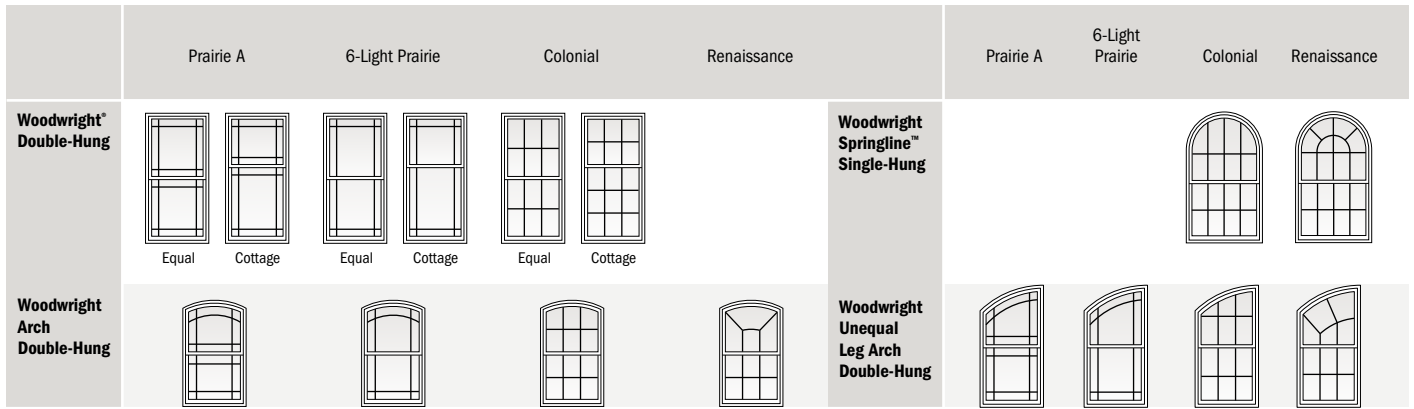 Prairie A
6-Light Prairie
Colonial
Renaissance
Woodwright®
Double-Hung
Equal
Cottage
Equal
Cottage
Equal
Cottage
Woodwright
Arch
Double-Hung
Prairie A
6-Light
Prairie
Colonial
Renaissance
Woodwright
Springline™
Single-Hung
Woodwright
Unequal
Leg Arch
Double-Hung